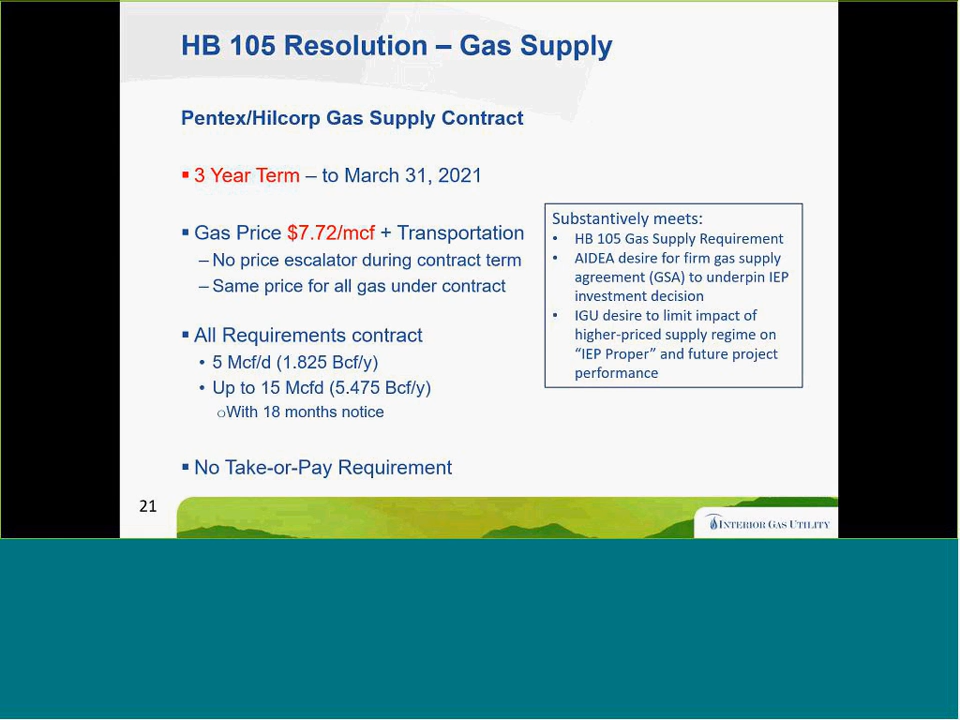 HB 105 Resolution – Gas Supply
Pentex/Hilcorp Gas Supply Contract
▪ 3 Year Term – to March 31, 2021
▪ Gas Price $7.72/mcf + Transportation
– No price escalator during contract term
– Same price for all gas under contract
▪ All Requirements contract
• 5 Mcf/d (1.825 Bcf/y)
• Up to 15 Mcfd (5.475 Bcf/y)
o With 18 months notice
▪ No Take-or-Pay Requirement
Substantively meets:
• HB 105 Gas Supply Requirement
• AIDEA desire for firm gas supply
agreement (GSA) to underpin IEP
investment decision
• IGU desire to limit impact of
higher-priced supply regime on
“IEP Proper” and future project
performance
21
INTERIOR GAS UTILITY